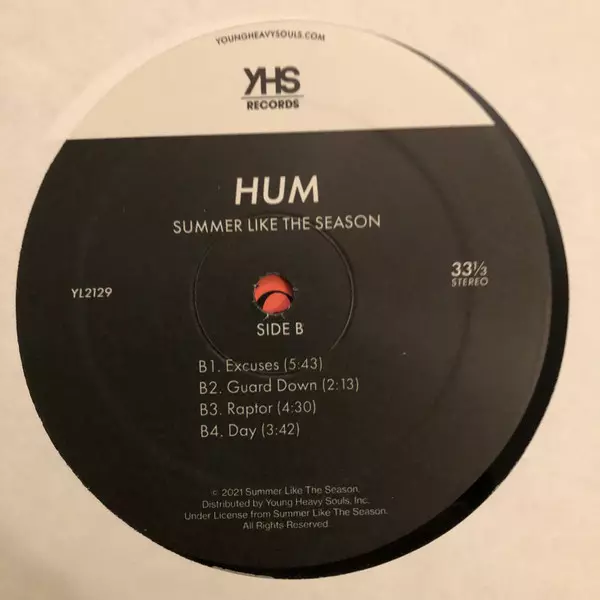 YOUNGHEAVYSOULS.COM
YHS
RECORDS
HUM
SUMMER LIKE THE SEASON
YL2129
33⅓
STEREO
SIDE B
B1. Excuses (5:43)
B2. Guard Down (2:13)
B3. Raptor (4:30)
B4. Day (3:42)
© 2021 Summer Like The Season.
Distributed by Young Heavy Souls, Inc.
Under License from Summer Like The Season.
All Rights Reserved.